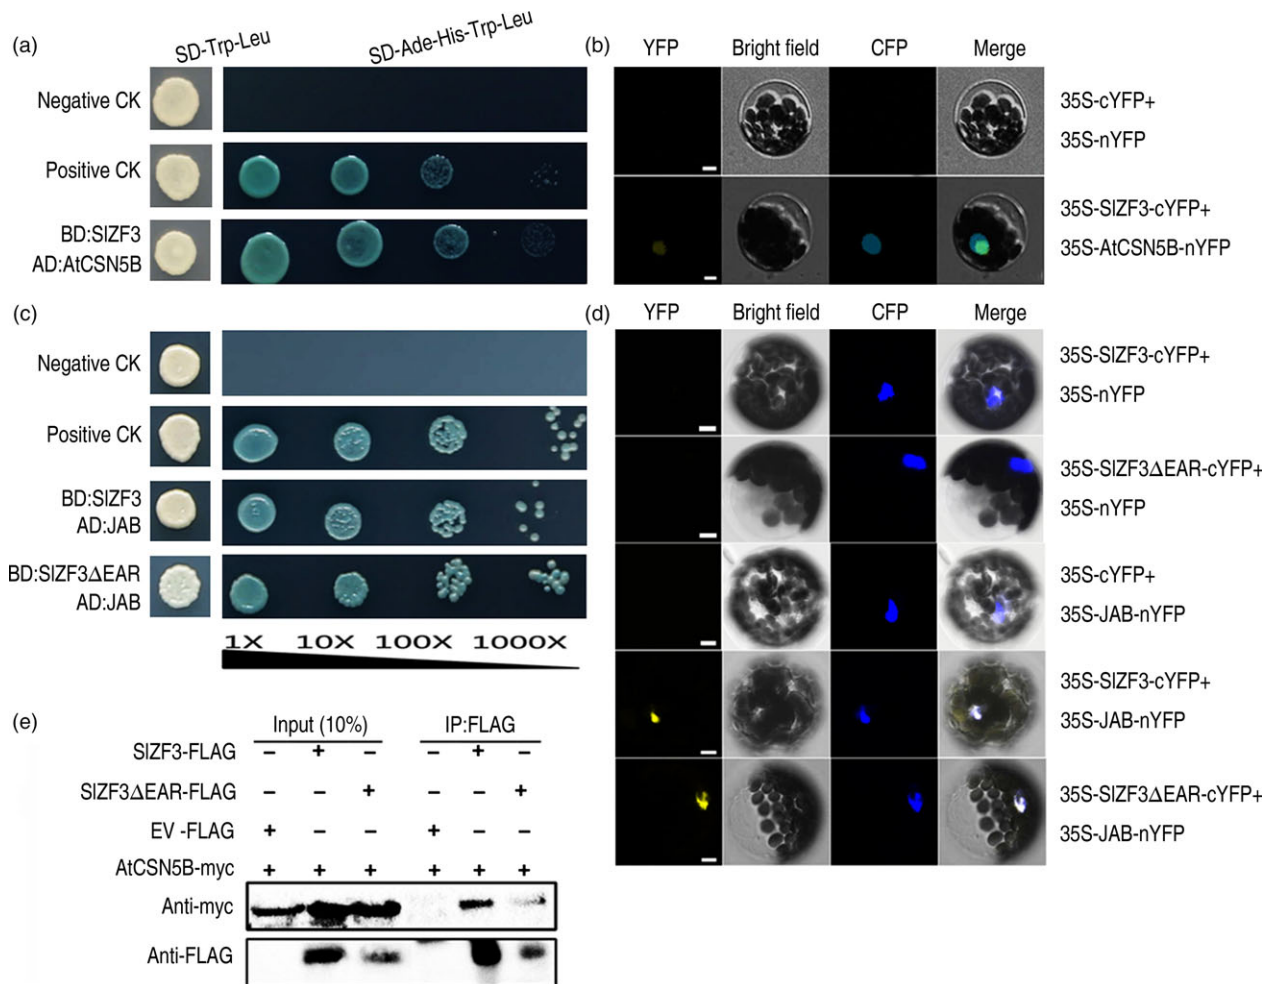 (a)
SD-Trp-Leu
SD-Ade-His-Trp-Leu
Negative CK
Positive CK
BD:SlZF3
AD:AtCSN5B
(b)
YFP Bright field CFP Merge
35S-cYFP+
35S-nYFP
35S-SlZF3-cYFP+
35S-AtCSN5B-nYFP
(c)
Negative CK
Positive CK
BD:SlZF3
AD:JAB
BD:SlZF3ΔEAR
AD:JAB
1X 10X 100X 1000X
(d)
YFP Bright field CFP Merge
35S-SlZF3-cYFP+
35S-nYFP
35S-SlZF3ΔEAR-cYFP+
35S-nYFP
35S-cYFP+
35S-JAB-nYFP
35S-SlZF3-cYFP+
35S-JAB-nYFP
35S-SlZF3ΔEAR-cYFP+
35S-JAB-nYFP
(e)
Input (10%) IP:FLAG
SlZF3-FLAG – + – – + –
SlZF3ΔEAR-FLAG – – + – – +
EV -FLAG + – – + – –
AtCSN5B-myc + + + + + +
Anti-myc
Anti-FLAG